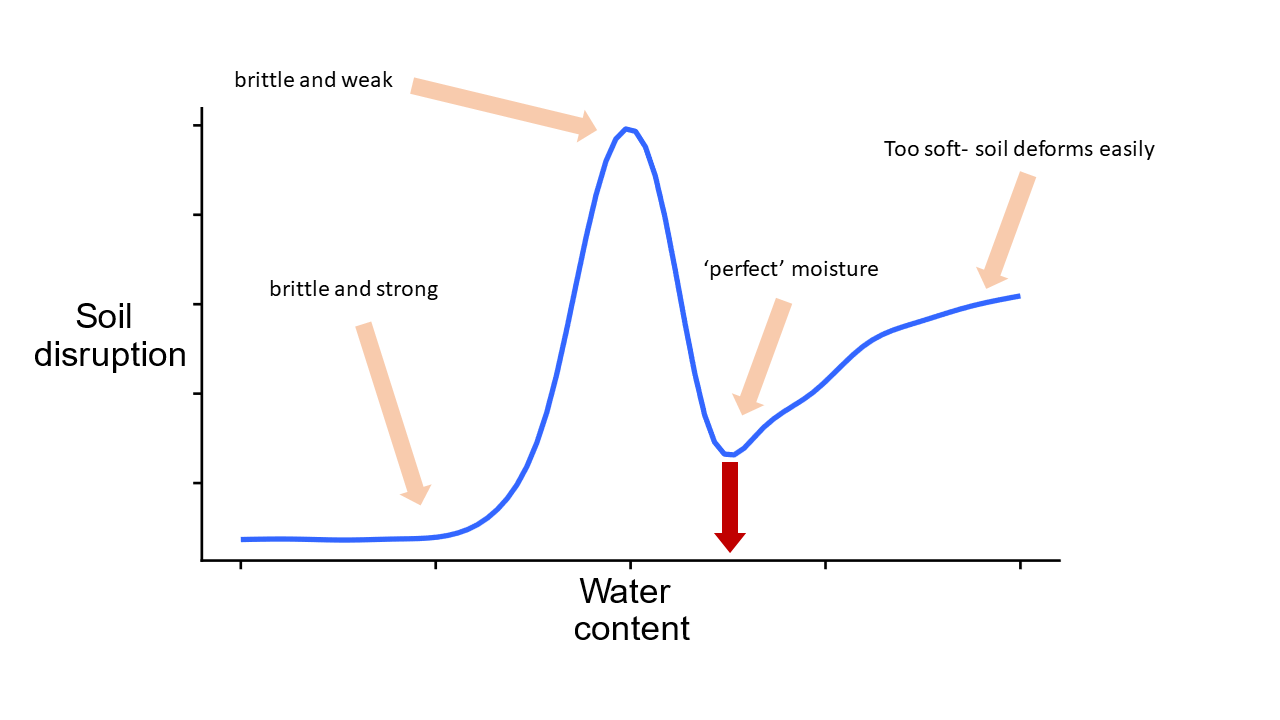 brittle and weak
Too soft- soil deforms easily
‘perfect’ moisture
brittle and strong
Soil
disruption
Water
content